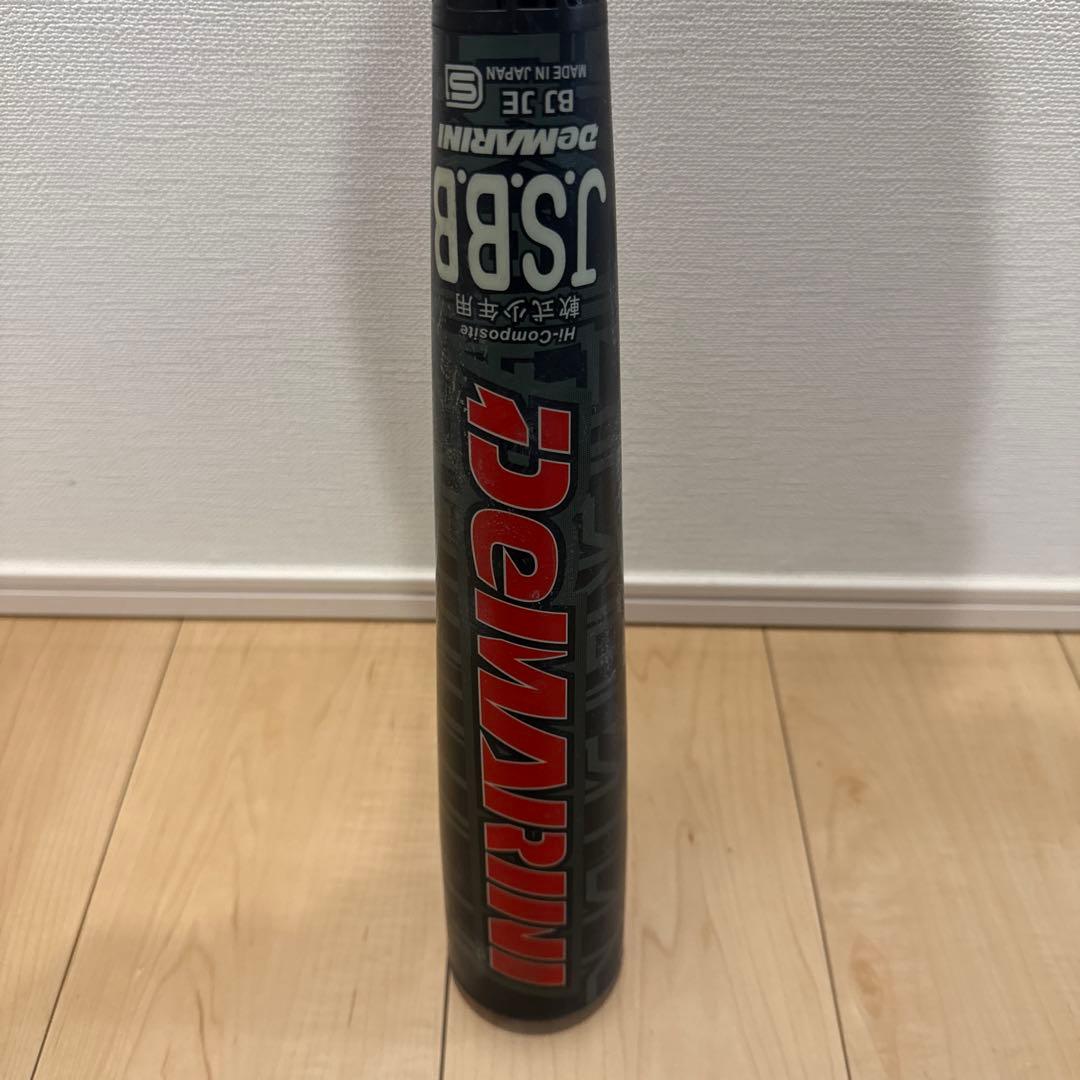 DeMARINI
Hi-Composite
軟式少年用
J.S.B.B
DeMARINI
BJ JE
MADE IN JAPAN
S